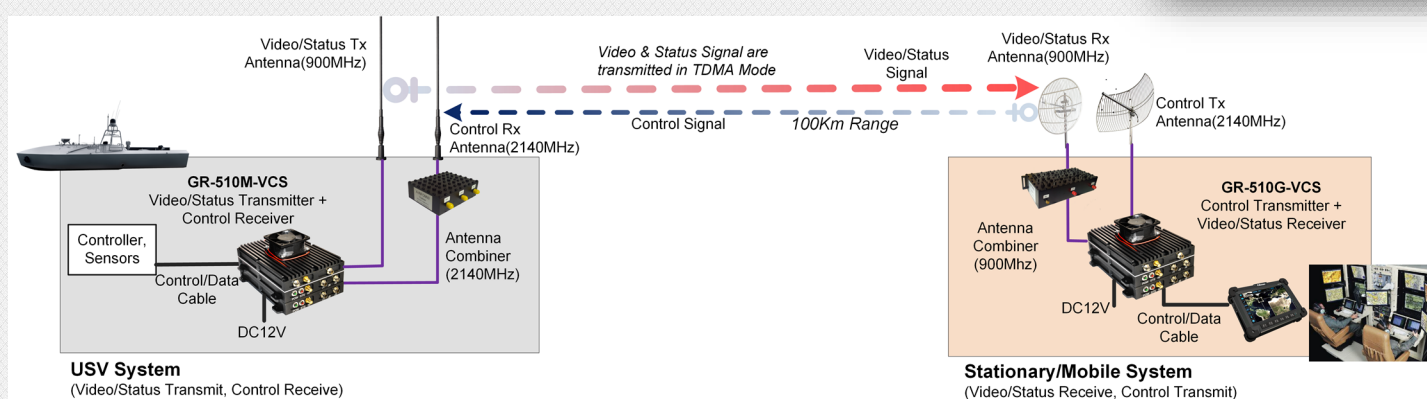 Video/Status Tx
Antenna(900MHz)
Video & Status Signal are
transmitted in TDMA Mode
Video/Status
Signal
Video/Status Rx
Antenna(900MHz)
Control Rx
Antenna(2140MHz)
Control Signal
100Km Range
Control Tx
Antenna(2140MHz)
GR-510M-VCS
Video/Status Transmitter +
Control Receiver
Controller,
Sensors
Control/Data
Cable
DC12V
Antenna
Combiner
(2140MHz)
USV System
(Video/Status Transmit, Control Receive)
GR-510G-VCS
Control Transmitter +
Video/Status Receiver
Antenna
Combiner
(900Mhz)
DC12V
Control/Data
Cable
Stationary/Mobile System
(Video/Status Receive, Control Transmit)